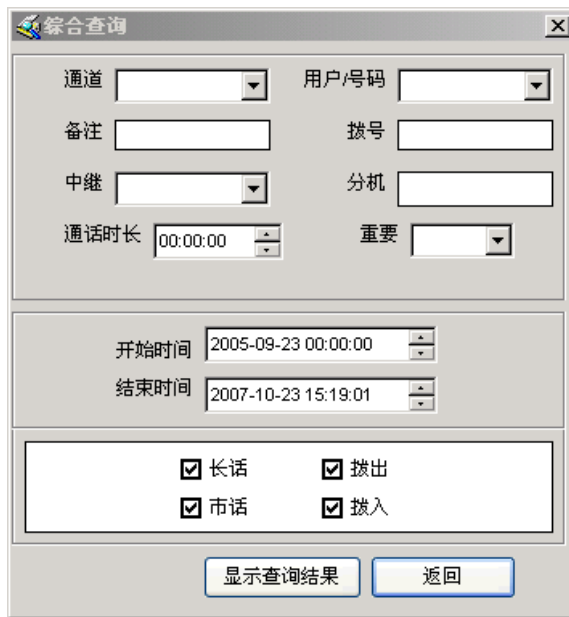 综合查询
通道 用户/号码
备注 拨号
中继 分机
通话时长 00:00:00 重要
开始时间 2005-09-23 00:00:00
结束时间 2007-10-23 15:19:01
长话 拨出
市话 拨入
显示查询结果 返回